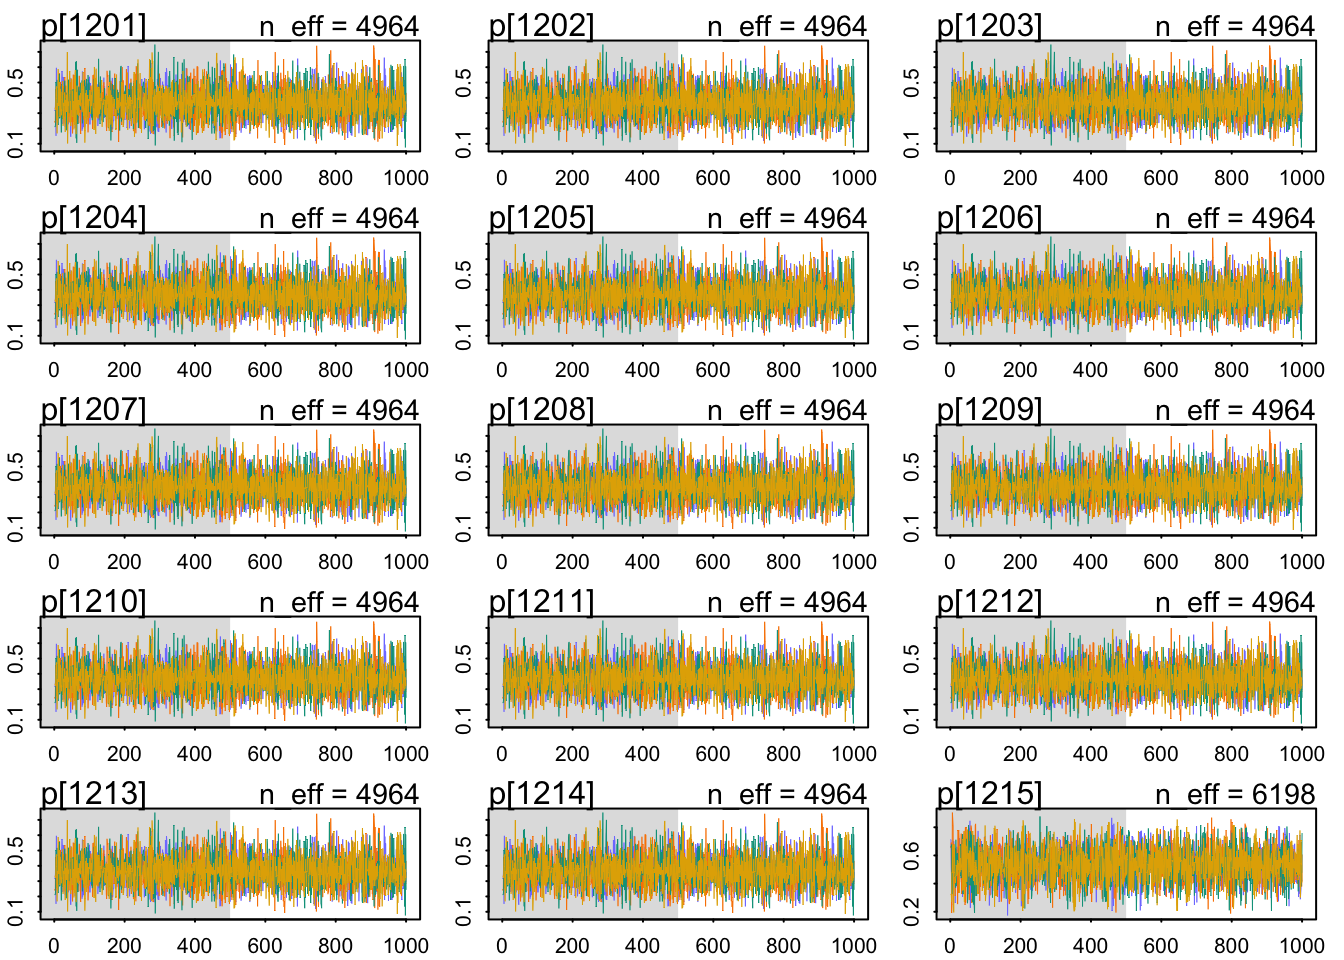 p[1201] n_eff = 4964 p[1202] n_eff = 4964 p[1203] n_eff = 4964
0.5 0.5 0.5
0.1 0.1 0.1
0 200 400 600 800 1000 0 200 400 600 800 1000 0 200 400 600 800 1000
p[1204] n_eff = 4964 p[1205] n_eff = 4964 p[1206] n_eff = 4964
0.5 0.5 0.5
0.1 0.1 0.1
0 200 400 600 800 1000 0 200 400 600 800 1000 0 200 400 600 800 1000
p[1207] n_eff = 4964 p[1208] n_eff = 4964 p[1209] n_eff = 4964
0.5 0.5 0.5
0.1 0.1 0.1
0 200 400 600 800 1000 0 200 400 600 800 1000 0 200 400 600 800 1000
p[1210] n_eff = 4964 p[1211] n_eff = 4964 p[1212] n_eff = 4964
0.5 0.5 0.5
0.1 0.1 0.1
0 200 400 600 800 1000 0 200 400 600 800 1000 0 200 400 600 800 1000
p[1213] n_eff = 4964 p[1214] n_eff = 4964 p[1215] n_eff = 6198
0.5 0.5 0.6
0.1 0.1 0.2
0 200 400 600 800 1000 0 200 400 600 800 1000 0 200 400 600 800 1000